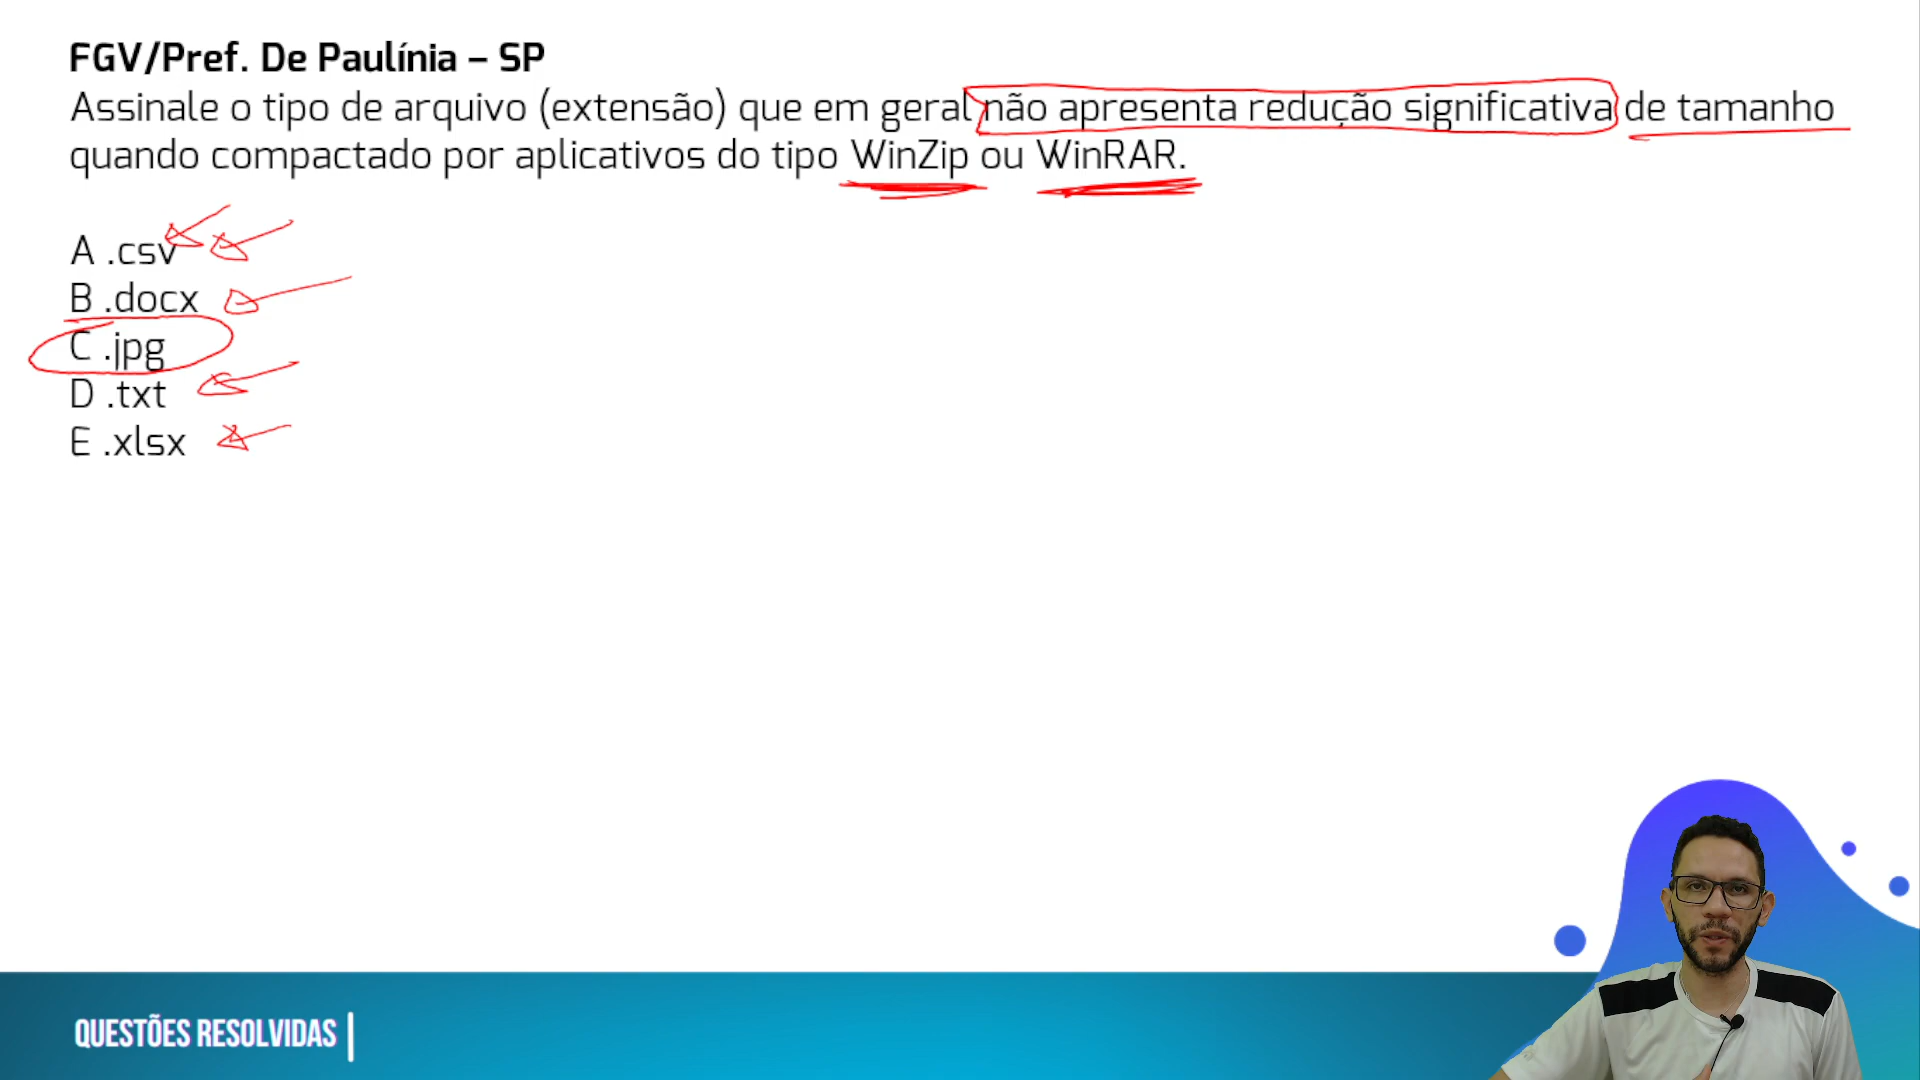 FGV/Pref. De Paulínia – SP
Assinale o tipo de arquivo (extensão) que em geral não apresenta redução significativa de tamanho
quando compactado por aplicativos do tipo WinZip ou WinRAR.
A .csv
B .docx
C .jpg
D .txt
E .xlsx
QUESTÕES RESOLVIDAS